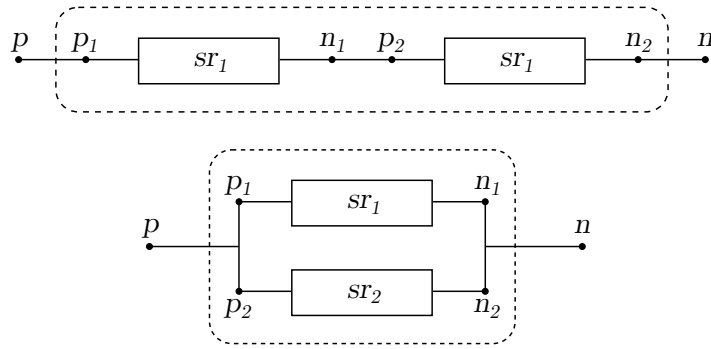 p p₁ sr₁ n₁ p₂ sr₁ n₂ n
p₁ sr₁ n₁
p n
p₂ sr₂ n₂